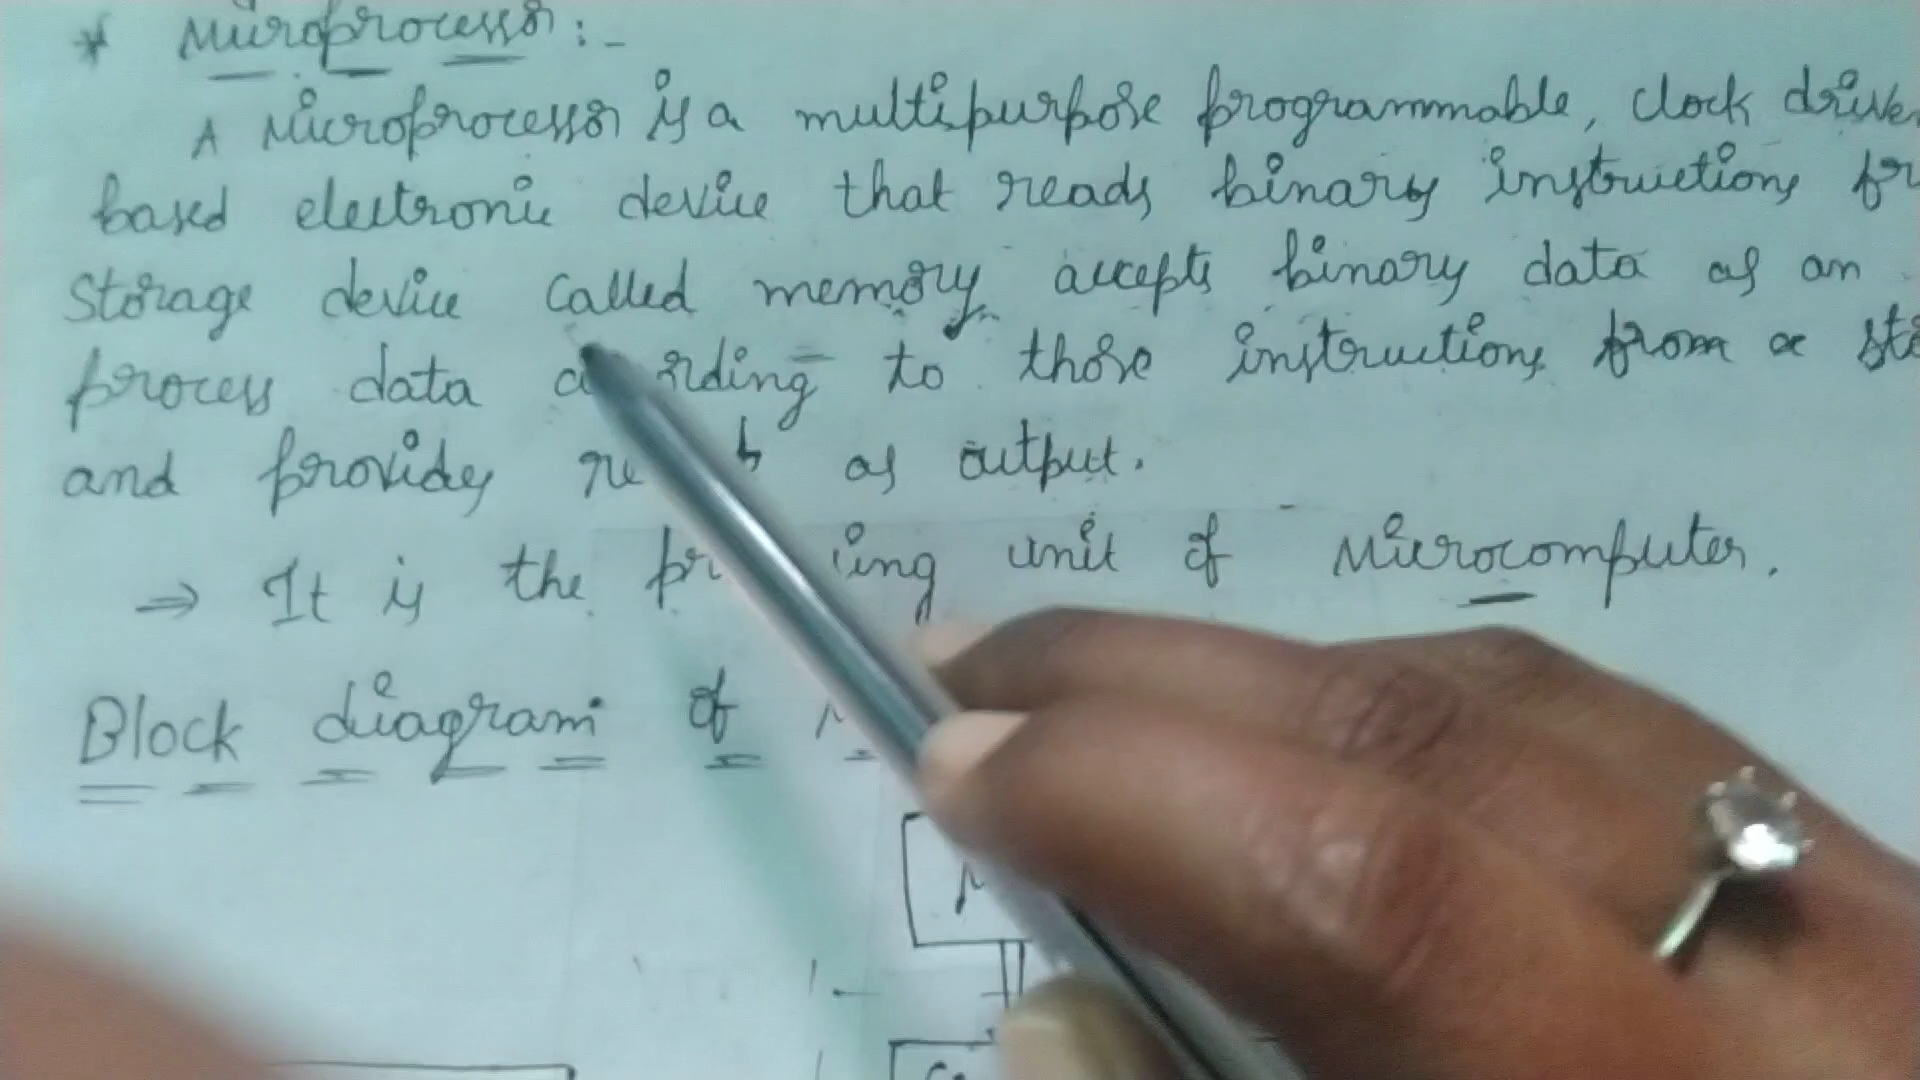 * Microprocessor :-
A Microprocessor is a multipurpose programmable, clock
based electronic device that reads binary instructions
Storage device called memory accepts binary data as an
process data to those instructions from a
and provides as output.
⇒ It is the unit of Microcomputer.
Block diagram of